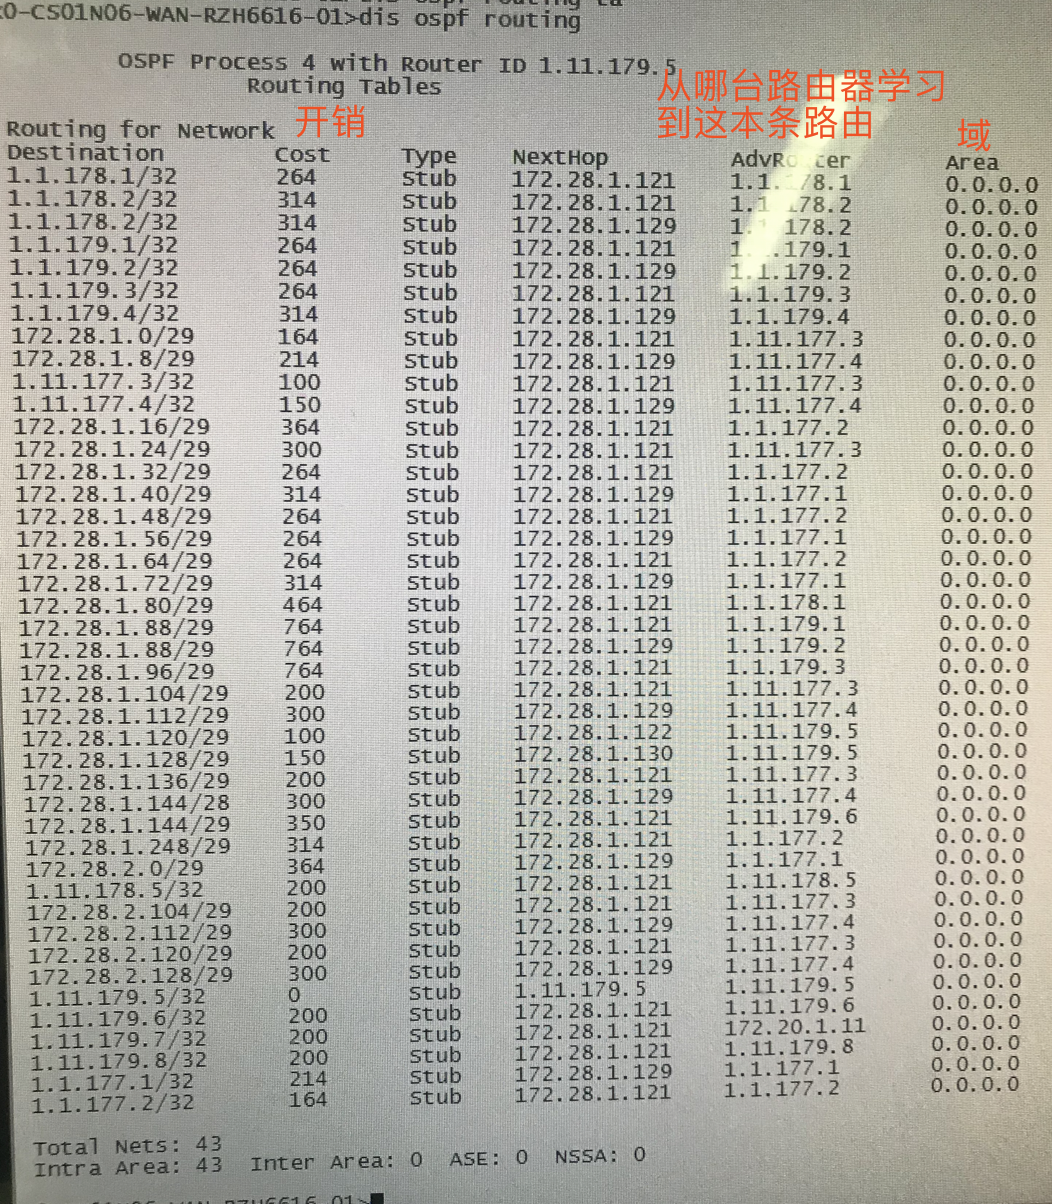 0-CS01N06-WAN-RZH6616-01>dis ospf routing
OSPF Process 4 with Router ID 1.11.179.5
Routing Tables
从哪台路由器学习
到这本条路由
Routing for Network 开销 域
Destination Cost Type NextHop AdvRouter Area
1.1.178.1/32 264 Stub 172.28.1.121 1.1.178.1 0.0.0.0
1.1.178.2/32 314 Stub 172.28.1.121 1.1.178.2 0.0.0.0
1.1.178.2/32 314 Stub 172.28.1.129 1.1.178.2 0.0.0.0
1.1.179.1/32 264 Stub 172.28.1.121 1.1.179.1 0.0.0.0
1.1.179.2/32 264 Stub 172.28.1.129 1.1.179.2 0.0.0.0
1.1.179.3/32 264 Stub 172.28.1.121 1.1.179.3 0.0.0.0
1.1.179.4/32 314 Stub 172.28.1.129 1.1.179.4 0.0.0.0
172.28.1.0/29 164 Stub 172.28.1.121 1.11.177.3 0.0.0.0
172.28.1.8/29 214 Stub 172.28.1.129 1.11.177.4 0.0.0.0
1.11.177.3/32 100 Stub 172.28.1.121 1.11.177.3 0.0.0.0
1.11.177.4/32 150 Stub 172.28.1.129 1.11.177.4 0.0.0.0
172.28.1.16/29 364 Stub 172.28.1.121 1.1.177.2 0.0.0.0
172.28.1.24/29 300 Stub 172.28.1.121 1.11.177.3 0.0.0.0
172.28.1.32/29 264 Stub 172.28.1.121 1.1.177.2 0.0.0.0
172.28.1.40/29 314 Stub 172.28.1.129 1.1.177.1 0.0.0.0
172.28.1.48/29 264 Stub 172.28.1.121 1.1.177.2 0.0.0.0
172.28.1.56/29 264 Stub 172.28.1.129 1.1.177.1 0.0.0.0
172.28.1.64/29 264 Stub 172.28.1.121 1.1.177.2 0.0.0.0
172.28.1.72/29 314 Stub 172.28.1.129 1.1.177.1 0.0.0.0
172.28.1.80/29 464 Stub 172.28.1.121 1.1.178.1 0.0.0.0
172.28.1.88/29 764 Stub 172.28.1.121 1.1.179.1 0.0.0.0
172.28.1.88/29 764 Stub 172.28.1.129 1.1.179.2 0.0.0.0
172.28.1.96/29 764 Stub 172.28.1.121 1.1.179.3 0.0.0.0
172.28.1.104/29 200 Stub 172.28.1.121 1.11.177.3 0.0.0.0
172.28.1.112/29 300 Stub 172.28.1.129 1.11.177.4 0.0.0.0
172.28.1.120/29 100 Stub 172.28.1.122 1.11.179.5 0.0.0.0
172.28.1.128/29 150 Stub 172.28.1.130 1.11.179.5 0.0.0.0
172.28.1.136/29 200 Stub 172.28.1.121 1.11.177.3 0.0.0.0
172.28.1.144/28 300 Stub 172.28.1.129 1.11.177.4 0.0.0.0
172.28.1.144/29 350 Stub 172.28.1.121 1.11.179.6 0.0.0.0
172.28.1.248/29 314 Stub 172.28.1.121 1.1.177.2 0.0.0.0
172.28.2.0/29 364 Stub 172.28.1.129 1.1.177.1 0.0.0.0
1.11.178.5/32 200 Stub 172.28.1.121 1.11.178.5 0.0.0.0
172.28.2.104/29 200 Stub 172.28.1.121 1.11.177.3 0.0.0.0
172.28.2.112/29 300 Stub 172.28.1.129 1.11.177.4 0.0.0.0
172.28.2.120/29 200 Stub 172.28.1.121 1.11.177.3 0.0.0.0
172.28.2.128/29 300 Stub 172.28.1.129 1.11.177.4 0.0.0.0
1.11.179.5/32 0 Stub 1.11.179.5 1.11.179.5 0.0.0.0
1.11.179.6/32 200 Stub 172.28.1.121 1.11.179.6 0.0.0.0
1.11.179.7/32 200 Stub 172.28.1.121 172.20.1.11 0.0.0.0
1.11.179.8/32 200 Stub 172.28.1.121 1.11.179.8 0.0.0.0
1.1.177.1/32 214 Stub 172.28.1.129 1.1.177.1 0.0.0.0
1.1.177.2/32 164 Stub 172.28.1.121 1.1.177.2 0.0.0.0
Total Nets: 43
Intra Area: 43 Inter Area: 0 ASE: 0 NSSA: 0